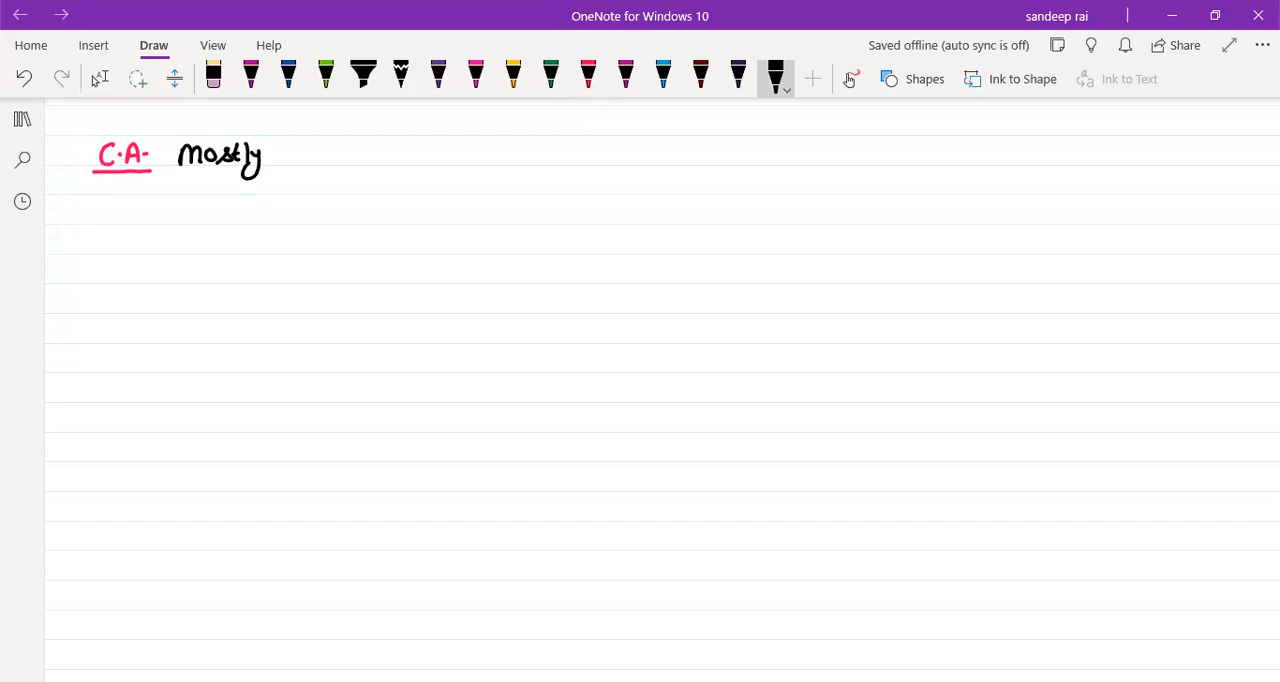 OneNote for Windows 10
sandeep rai
Home Insert Draw View Help
Saved offline (auto sync is off) Share
Shapes Ink to Shape Ink to Text
C.A. Mostly